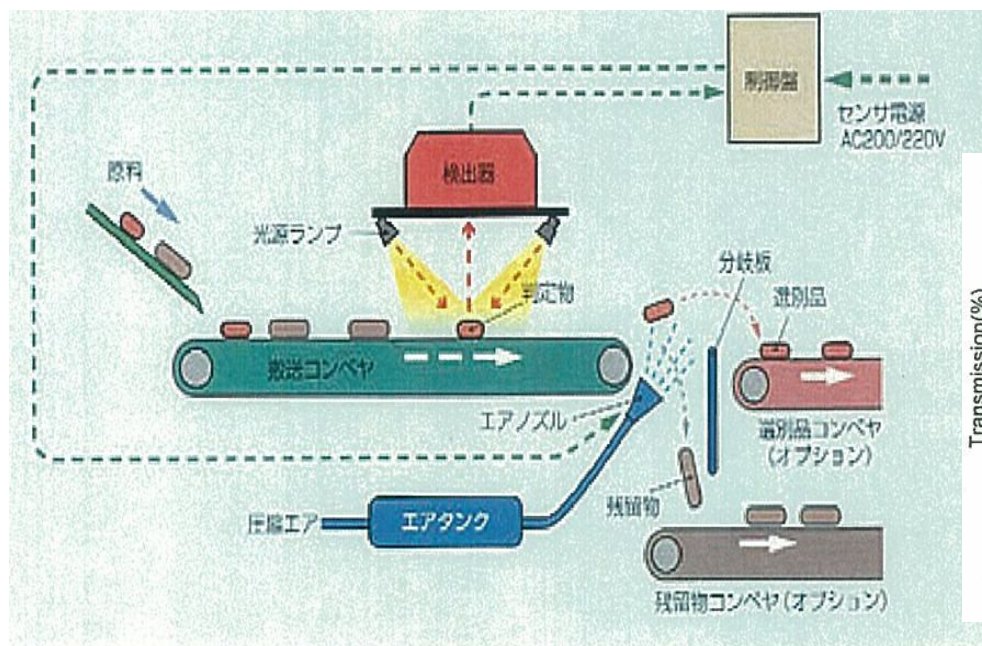 制御盤
センサ電源
AC200/220V
原料
検出器
光源ランプ
判定物
分岐板
選別品
搬送コンベヤ
エアノズル
選別品コンベヤ
(オプション)
残留物
圧縮エア
エアタンク
残留物コンベヤ(オプション)
Transmission(%)